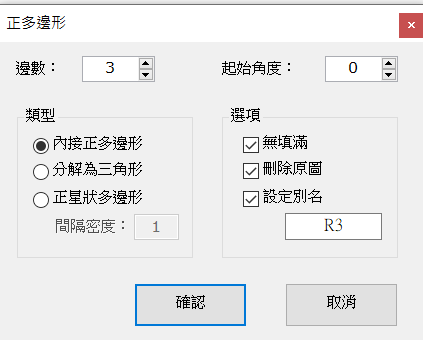 正多邊形
邊數： 3 起始角度： 0
類型 選項
內接正多邊形 無填滿
分解為三角形 刪除原圖
正星狀多邊形 設定別名
間隔密度： 1 R3
確認 取消